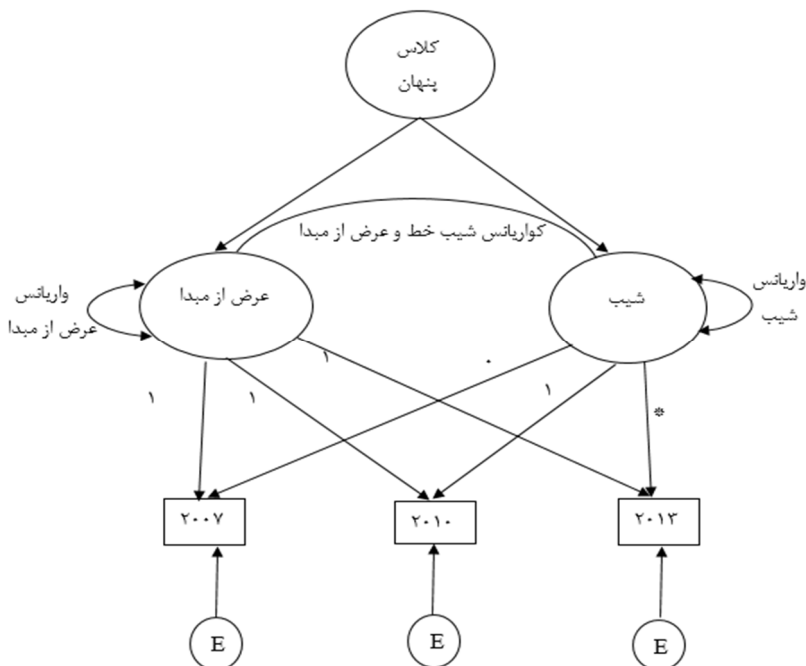 کلاس
پنهان
کواریانس شیب خط و عرض از مبدا
واریانس
عرض از مبدا
عرض از مبدا
شیب
واریانس
شیب
۱
۱
۱
۰
۱
*
۲۰۰۷
۲۰۱۰
۲۰۱۳
E
E
E